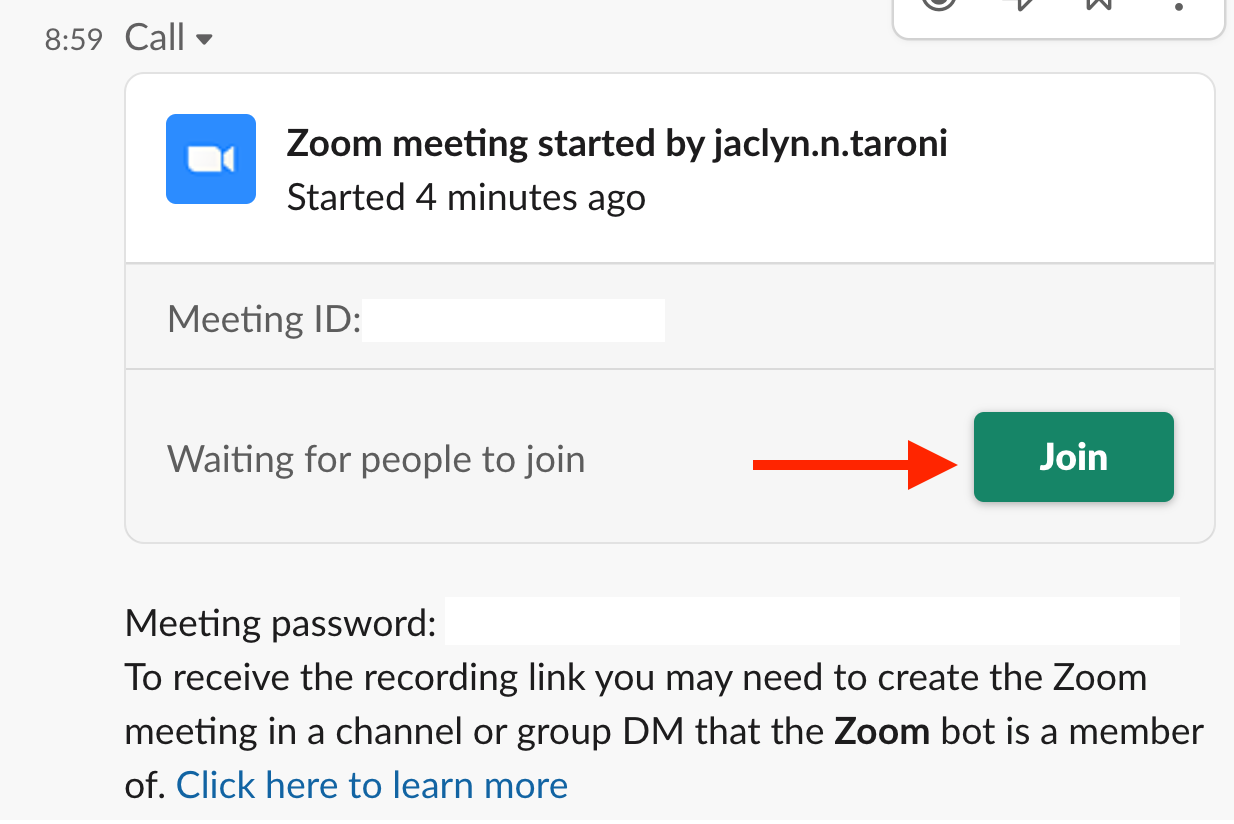 8:59 Call
Zoom meeting started by jaclyn.n.taroni
Started 4 minutes ago
Meeting ID:
Waiting for people to join
Join
Meeting password:
To receive the recording link you may need to create the Zoom
meeting in a channel or group DM that the Zoom bot is a member
of. Click here to learn more